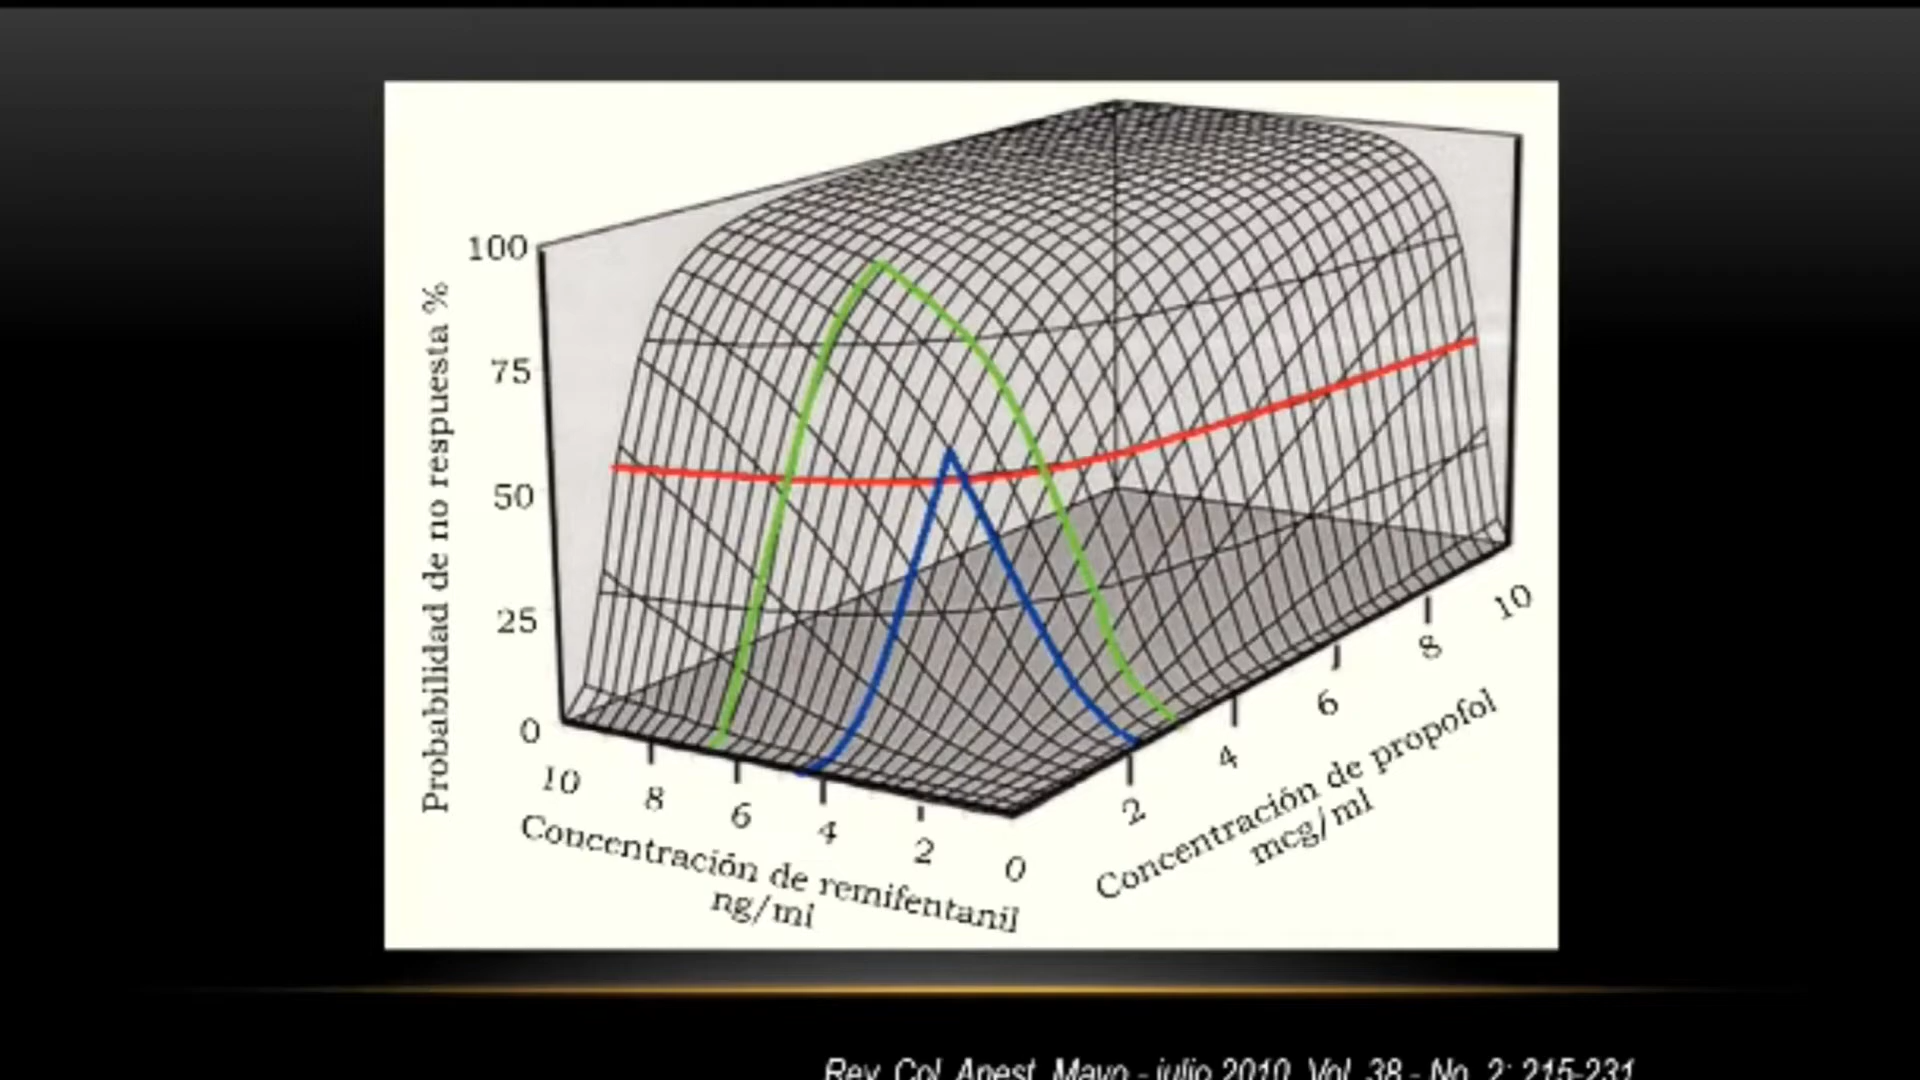 100
75
50
25
0
Probabilidad de no respuesta %
10
8
6
4
2
0
Concentración de remifentanil
ng/ml
2
4
6
8
10
Concentración de propofol
mcg/ml
Rev. Col. Anest. Mayo - julio 2010. Vol. 38 - No. 2: 215-231